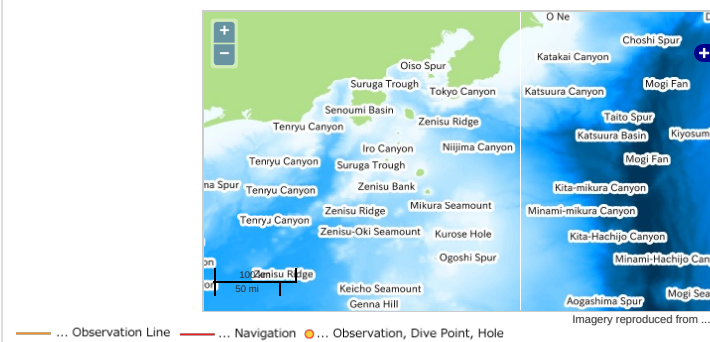 +
−
O Ne
Choshi Spur
+
Katakai Canyon
Oiso Spur
Suruga Trough
Tokyo Canyon
Katsuura Canyon
Mogi Fan
Senoumi Basin
Zenisu Ridge
Taito Spur
Tenryu Canyon
Katsuura Basin
Kiyosum
Iro Canyon
Niijima Canyon
Tenryu Canyon
Suruga Trough
Mogi Fan
na Spur
Tenryu Canyon
Zenisu Bank
Kita-mikura Canyon
Zenisu Ridge
Mikura Seamount
Minami-mikura Canyon
Tenryu Canyon
Zenisu-Oki Seamount
Kurose Hole
Kita-Hachijo Canyon
Ogoshi Spur
Minami-Hachijo Can
on
100 km
Zenisu Ridge
on
50 mi
Keicho Seamount
Mogi Sea
Genna Hill
Aogashima Spur
Imagery reproduced from ...
... Observation Line
... Navigation
... Observation, Dive Point, Hole